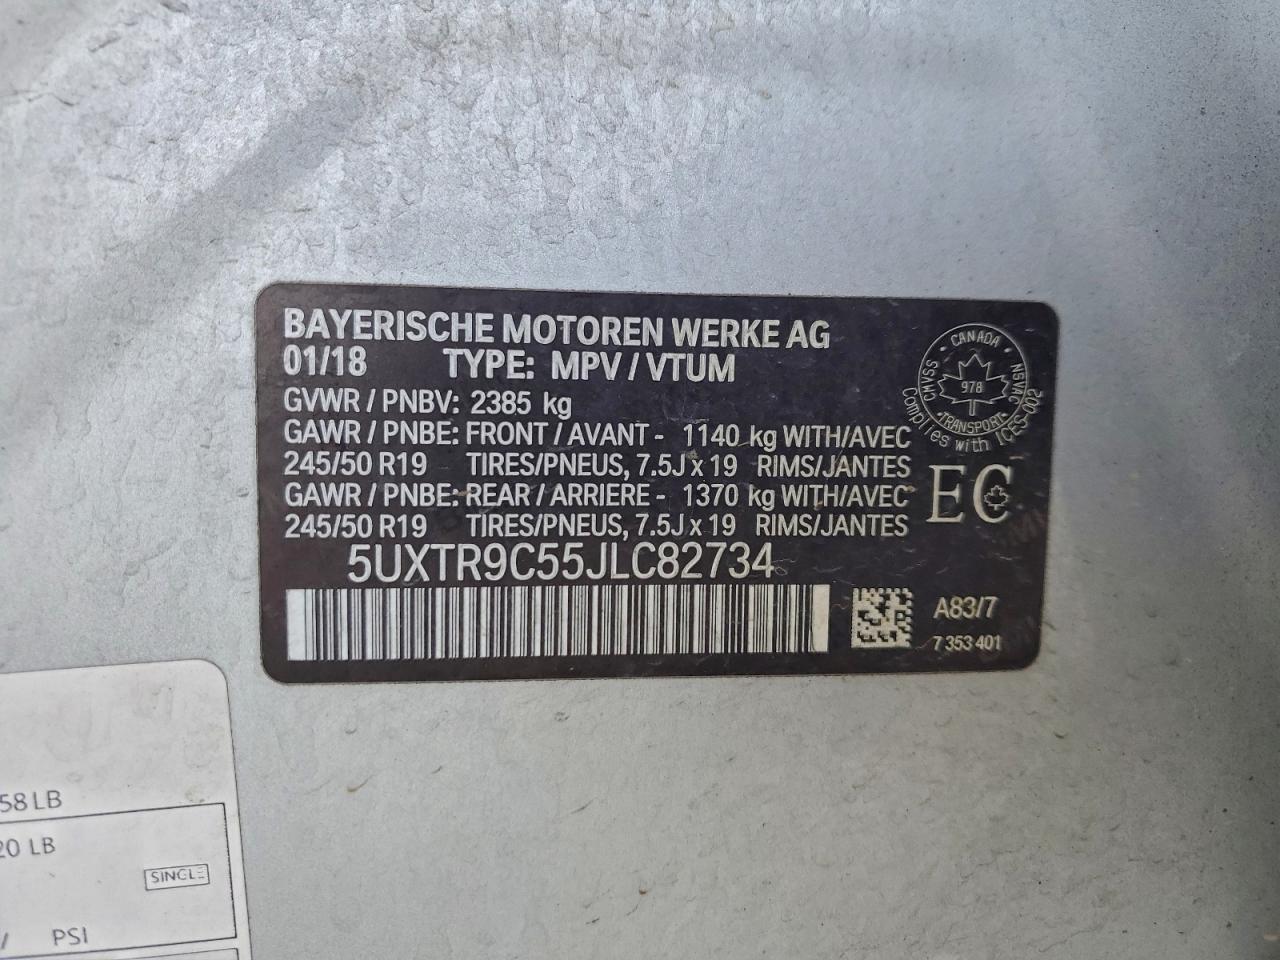 BAYERISCHE MOTOREN WERKE AG
01/18 TYPE: MPV / VTUM
GVWR / PNBV: 2385 kg
GAWR / PNBE: FRONT / AVANT - 1140 kg WITH/AVEC
245/50 R19 TIRES/PNEUS, 7.5J x 19 RIMS/JANTES
GAWR / PNBE: REAR / ARRIERE - 1370 kg WITH/AVEC
245/50 R19 TIRES/PNEUS, 7.5J x 19 RIMS/JANTES
5UXTR9C55JLC82734
CANADA
CMVSS
NSVAC
978
TRANSPORT
Complies with ICES-002
EC
A83/7
7 353 401
58 LB
20 LB
SINGLE
/ PSI